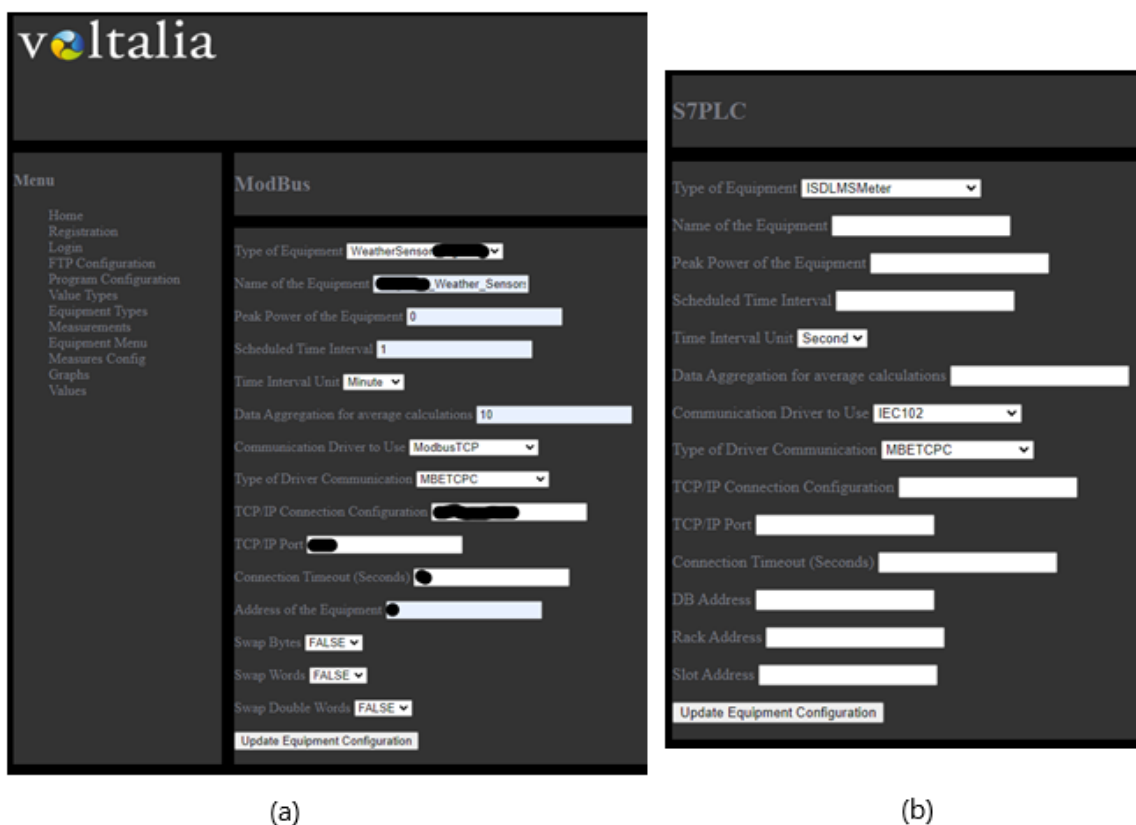 voltalia
Menu
Home
Registration
Login
FTP Configuration
Program Configuration
Value Types
Equipment Types
Measurements
Equipment Menu
Measures Config
Graphs
Values
ModBus
Type of Equipment WeatherSensor
Name of the Equipment _Weather_Sensors
Peak Power of the Equipment 0
Scheduled Time Interval 1
Time Interval Unit Minute
Data Aggregation for average calculations 10
Communication Driver to Use ModbusTCP
Type of Driver Communication MBETCPC
TCP/IP Connection Configuration
TCP/IP Port
Connection Timeout (Seconds)
Address of the Equipment
Swap Bytes FALSE
Swap Words FALSE
Swap Double Words FALSE
Update Equipment Configuration
(a)
S7PLC
Type of Equipment ISDLMSMeter
Name of the Equipment
Peak Power of the Equipment
Scheduled Time Interval
Time Interval Unit Second
Data Aggregation for average calculations
Communication Driver to Use IEC102
Type of Driver Communication MBETCPC
TCP/IP Connection Configuration
TCP/IP Port
Connection Timeout (Seconds)
DB Address
Rack Address
Slot Address
Update Equipment Configuration
(b)